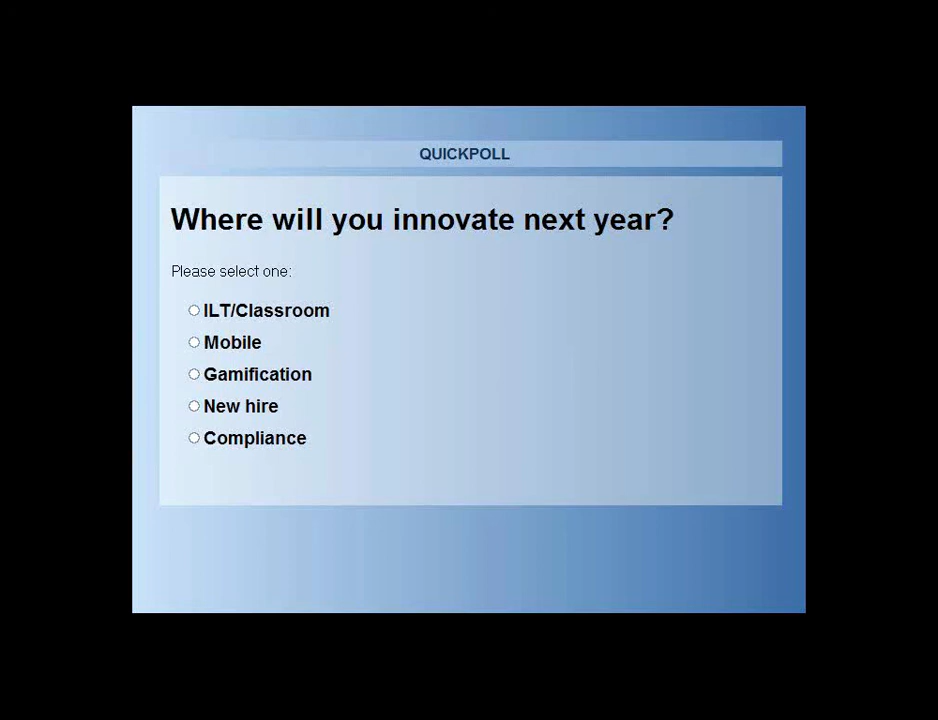 QUICKPOLL
Where will you innovate next year?
Please select one:
ILT/Classroom
Mobile
Gamification
New hire
Compliance